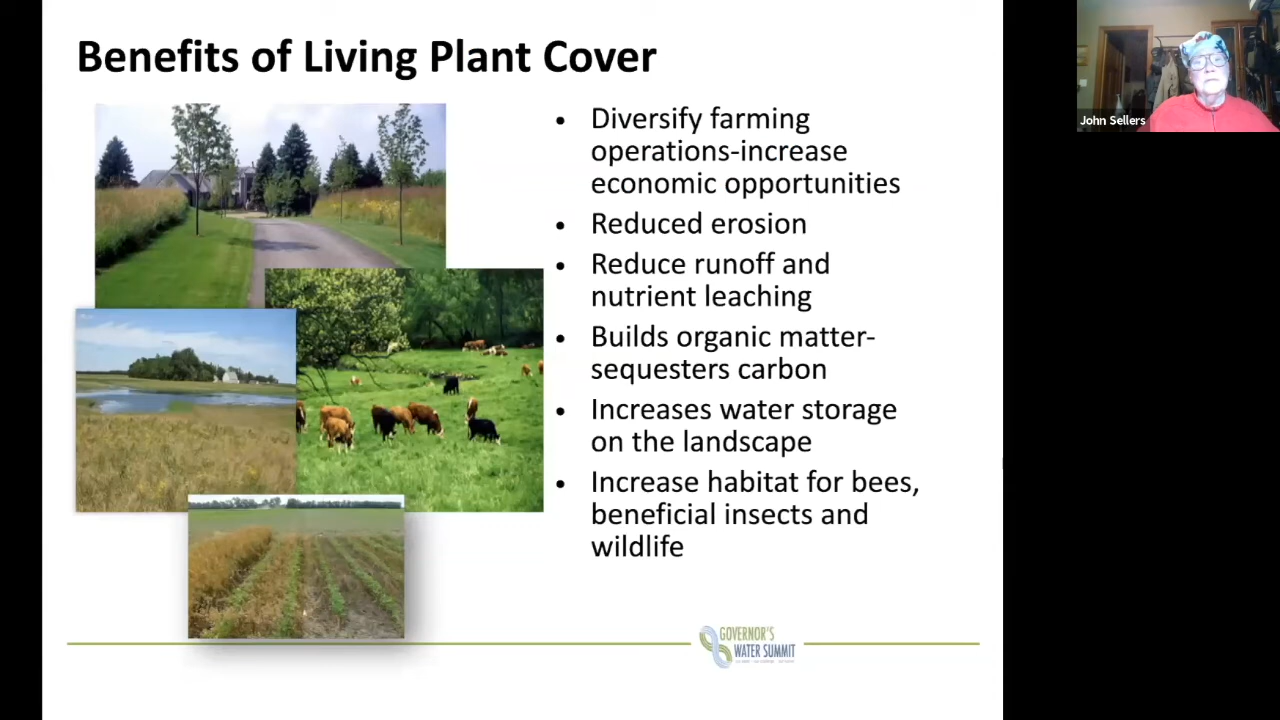 Benefits of Living Plant Cover
John Sellers
• Diversify farming
operations-increase
economic opportunities
• Reduced erosion
• Reduce runoff and
nutrient leaching
• Builds organic matter-
sequesters carbon
• Increases water storage
on the landscape
• Increase habitat for bees,
beneficial insects and
wildlife
GOVERNOR'S
WATER SUMMIT